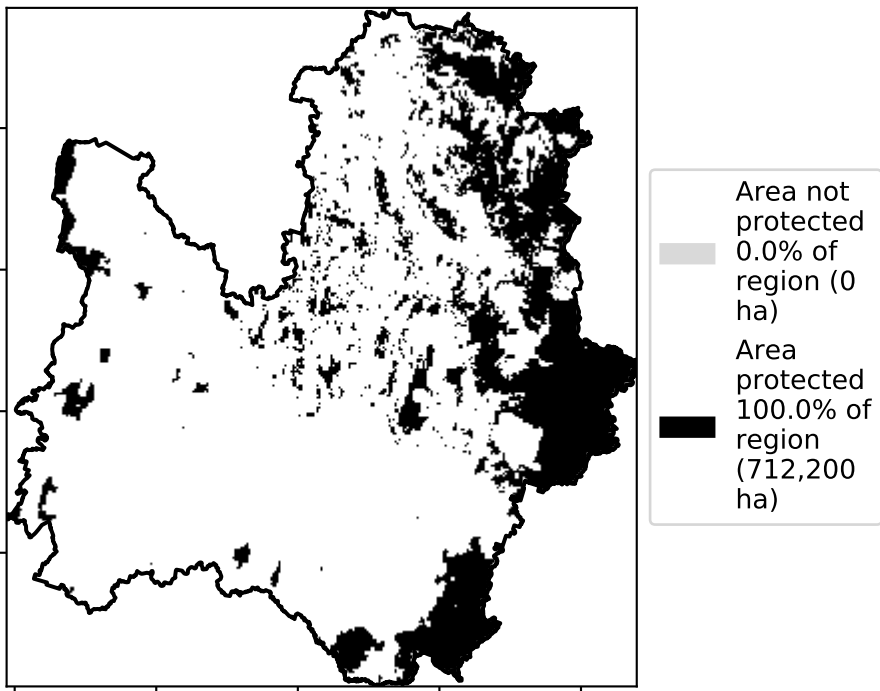 Area not
protected
0.0% of
region (0
ha)
Area
protected
100.0% of
region
(712,200
ha)